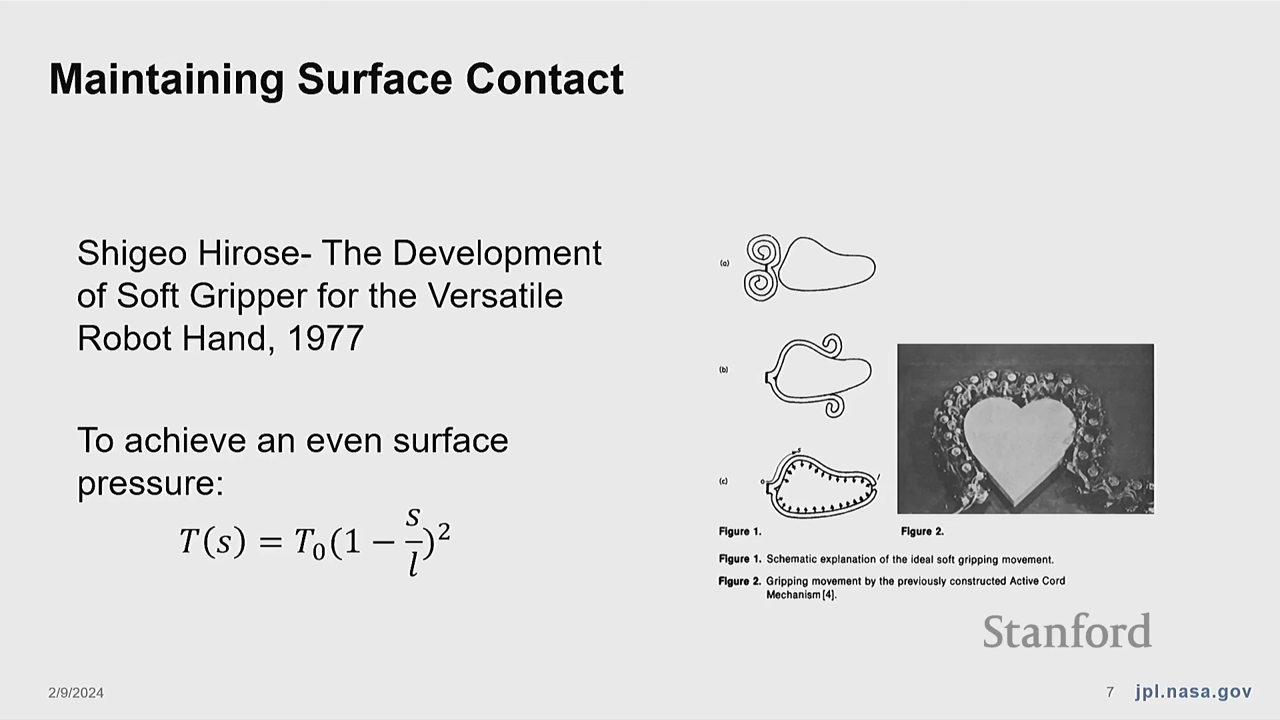 Maintaining Surface Contact
Shigeo Hirose- The Development
of Soft Gripper for the Versatile
Robot Hand, 1977
To achieve an even surface
pressure:
T(s) = T₀(1 − s/l)²
(a)
(b)
(c)
Figure 1.
Figure 2.
Figure 1. Schematic explanation of the ideal soft gripping movement.
Figure 2. Gripping movement by the previously constructed Active Cord
Mechanism [4].
Stanford
2/9/2024
7
jpl.nasa.gov